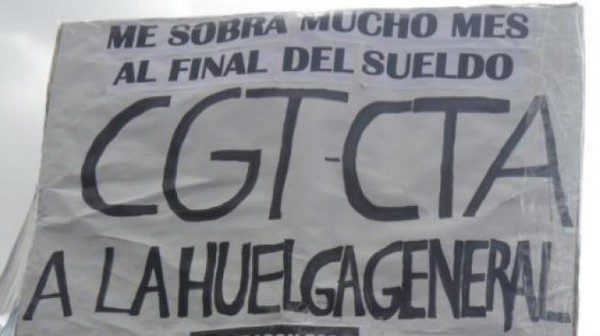 ME SOBRA MUCHO MES
AL FINAL DEL SUELDO
CGT-CTA
A LA HUELGA GENERAL